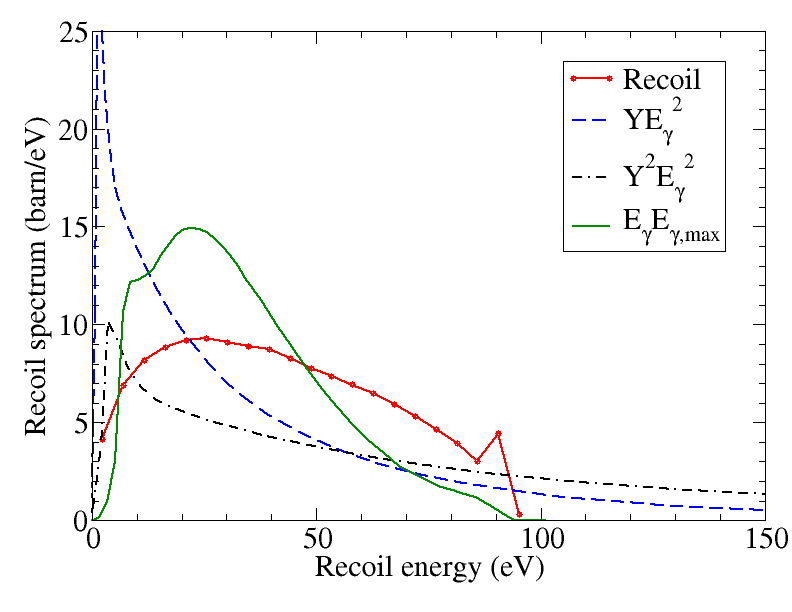 25
20
15
10
5
0
0
50
100
150
Recoil spectrum (barn/eV)
Recoil energy (eV)
Recoil
YEγ²
Y²Eγ²
EγEγ,max